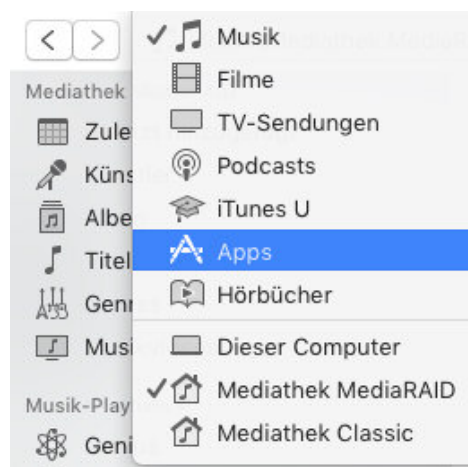 Musik
Filme
Mediathek
TV-Sendungen
Zule
Podcasts
Küns
iTunes U
Albe
Apps
Titel
Hörbücher
Gen
Dieser Computer
Musi
Mediathek MediaRAID
Musik-Play
Mediathek Classic
Geni